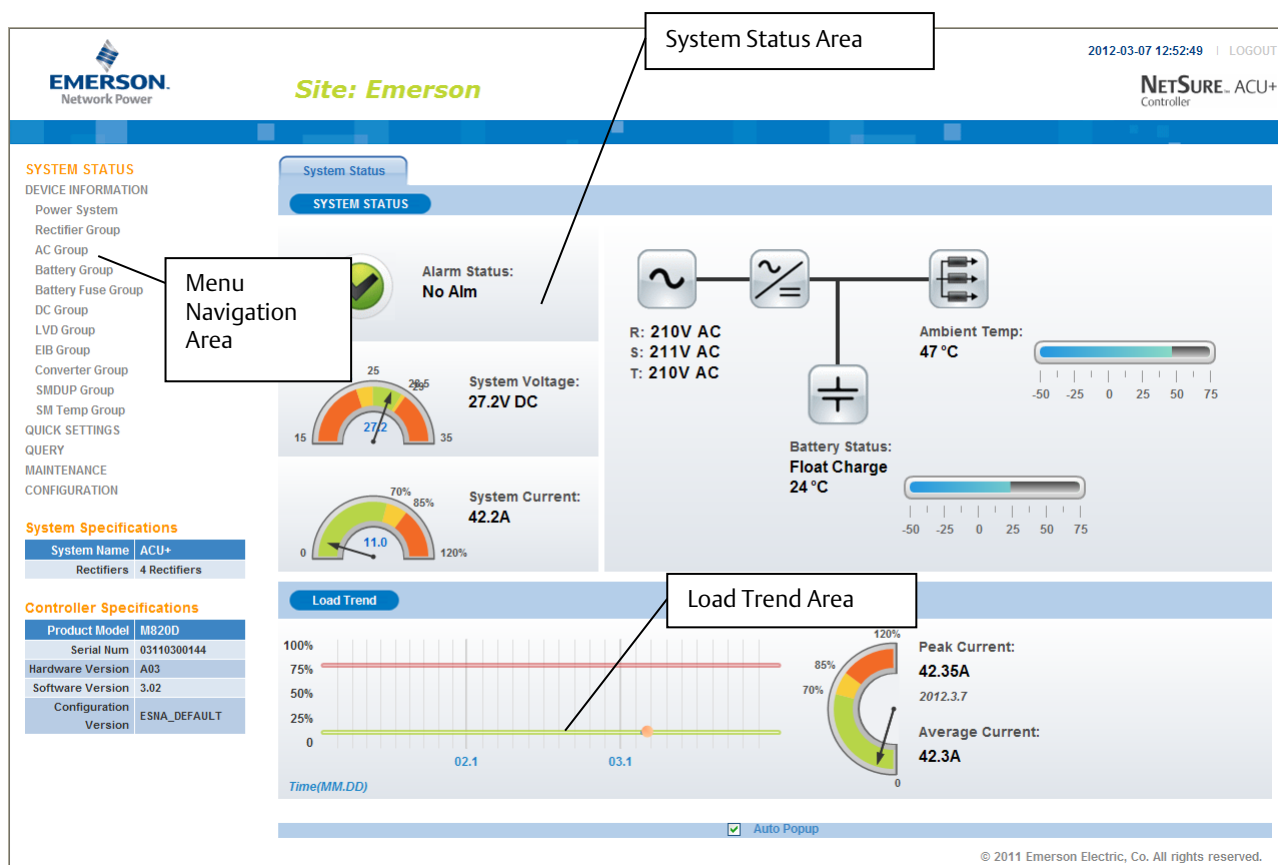 System Status Area
2012-03-07 12:52:49 | LOGOUT
EMERSON.
Network Power
Site: Emerson
NETSURE™ ACU+
Controller
SYSTEM STATUS
DEVICE INFORMATION
Power System
Rectifier Group
AC Group
Battery Group
Battery Fuse Group
DC Group
LVD Group
EIB Group
Converter Group
SMDUP Group
SM Temp Group
QUICK SETTINGS
QUERY
MAINTENANCE
CONFIGURATION
Menu
Navigation
Area
System Specifications
System Name ACU+
Rectifiers 4 Rectifiers
Controller Specifications
Product Model M820D
Serial Num 03110300144
Hardware Version A03
Software Version 3.02
Configuration
Version ESNA_DEFAULT
System Status
SYSTEM STATUS
Alarm Status:
No Alm
System Voltage:
27.2V DC
15
25
28.5
29
35
27.2
System Current:
42.2A
0
70%
85%
120%
11.0
R: 210V AC
S: 211V AC
T: 210V AC
Ambient Temp:
47 °C
-50 -25 0 25 50 75
Battery Status:
Float Charge
24 °C
-50 -25 0 25 50 75
Load Trend
Load Trend Area
100%
75%
50%
25%
0
02.1 03.1
Time(MM.DD)
120%
85%
70%
0
Peak Current:
42.35A
2012.3.7
Average Current:
42.3A
Auto Popup
© 2011 Emerson Electric, Co. All rights reserved.